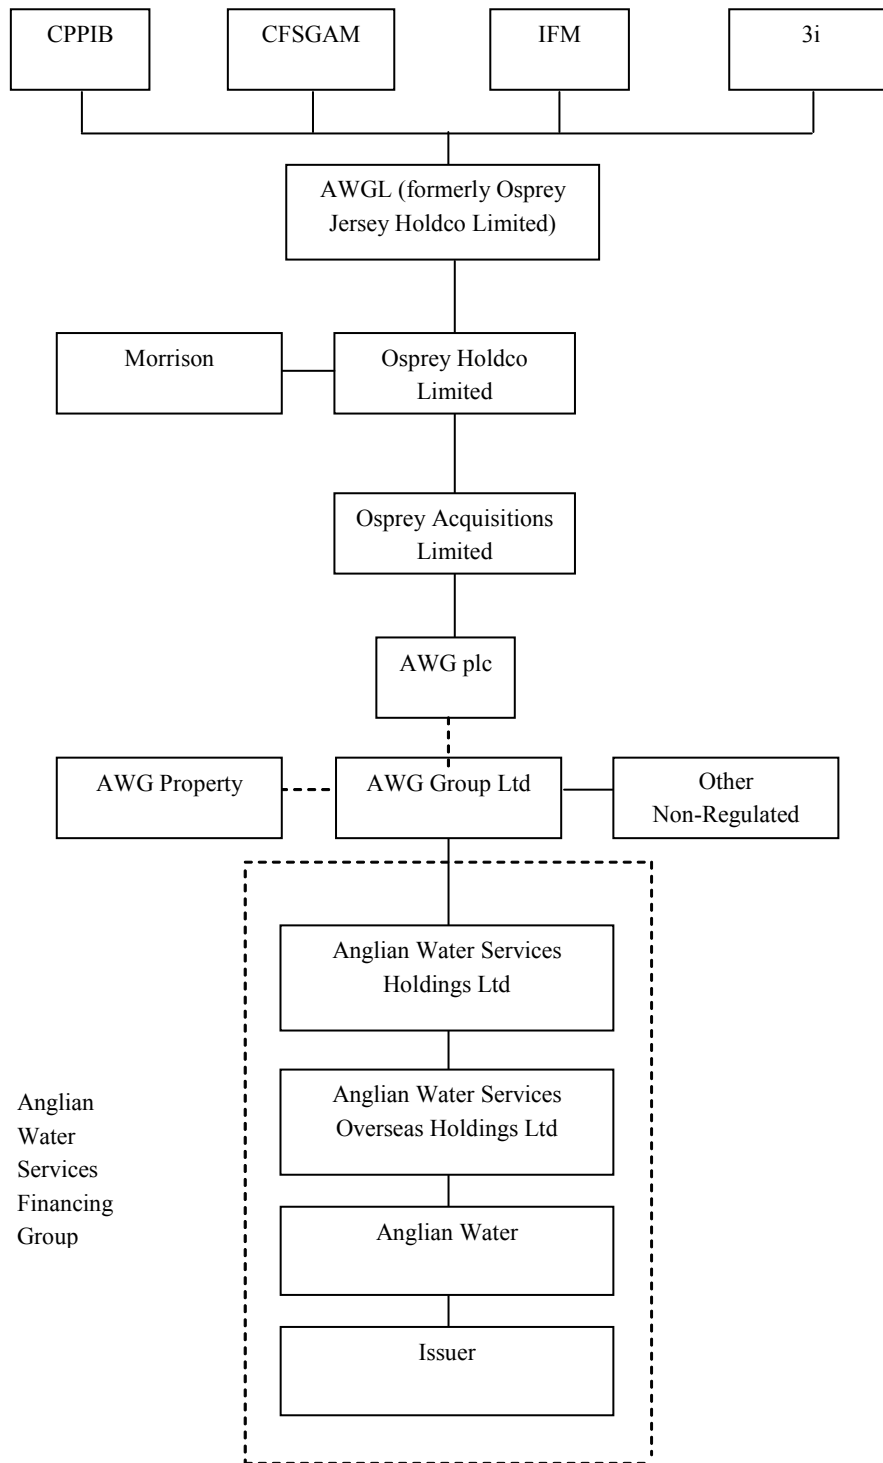 CPPIB
CFSGAM
IFM
3i
AWGL (formerly Osprey
Jersey Holdco Limited)
Morrison
Osprey Holdco
Limited
Osprey Acquisitions
Limited
AWG plc
AWG Property
AWG Group Ltd
Other
Non-Regulated
Anglian Water Services
Holdings Ltd
Anglian Water Services
Overseas Holdings Ltd
Anglian
Water
Services
Financing
Group
Anglian Water
Issuer